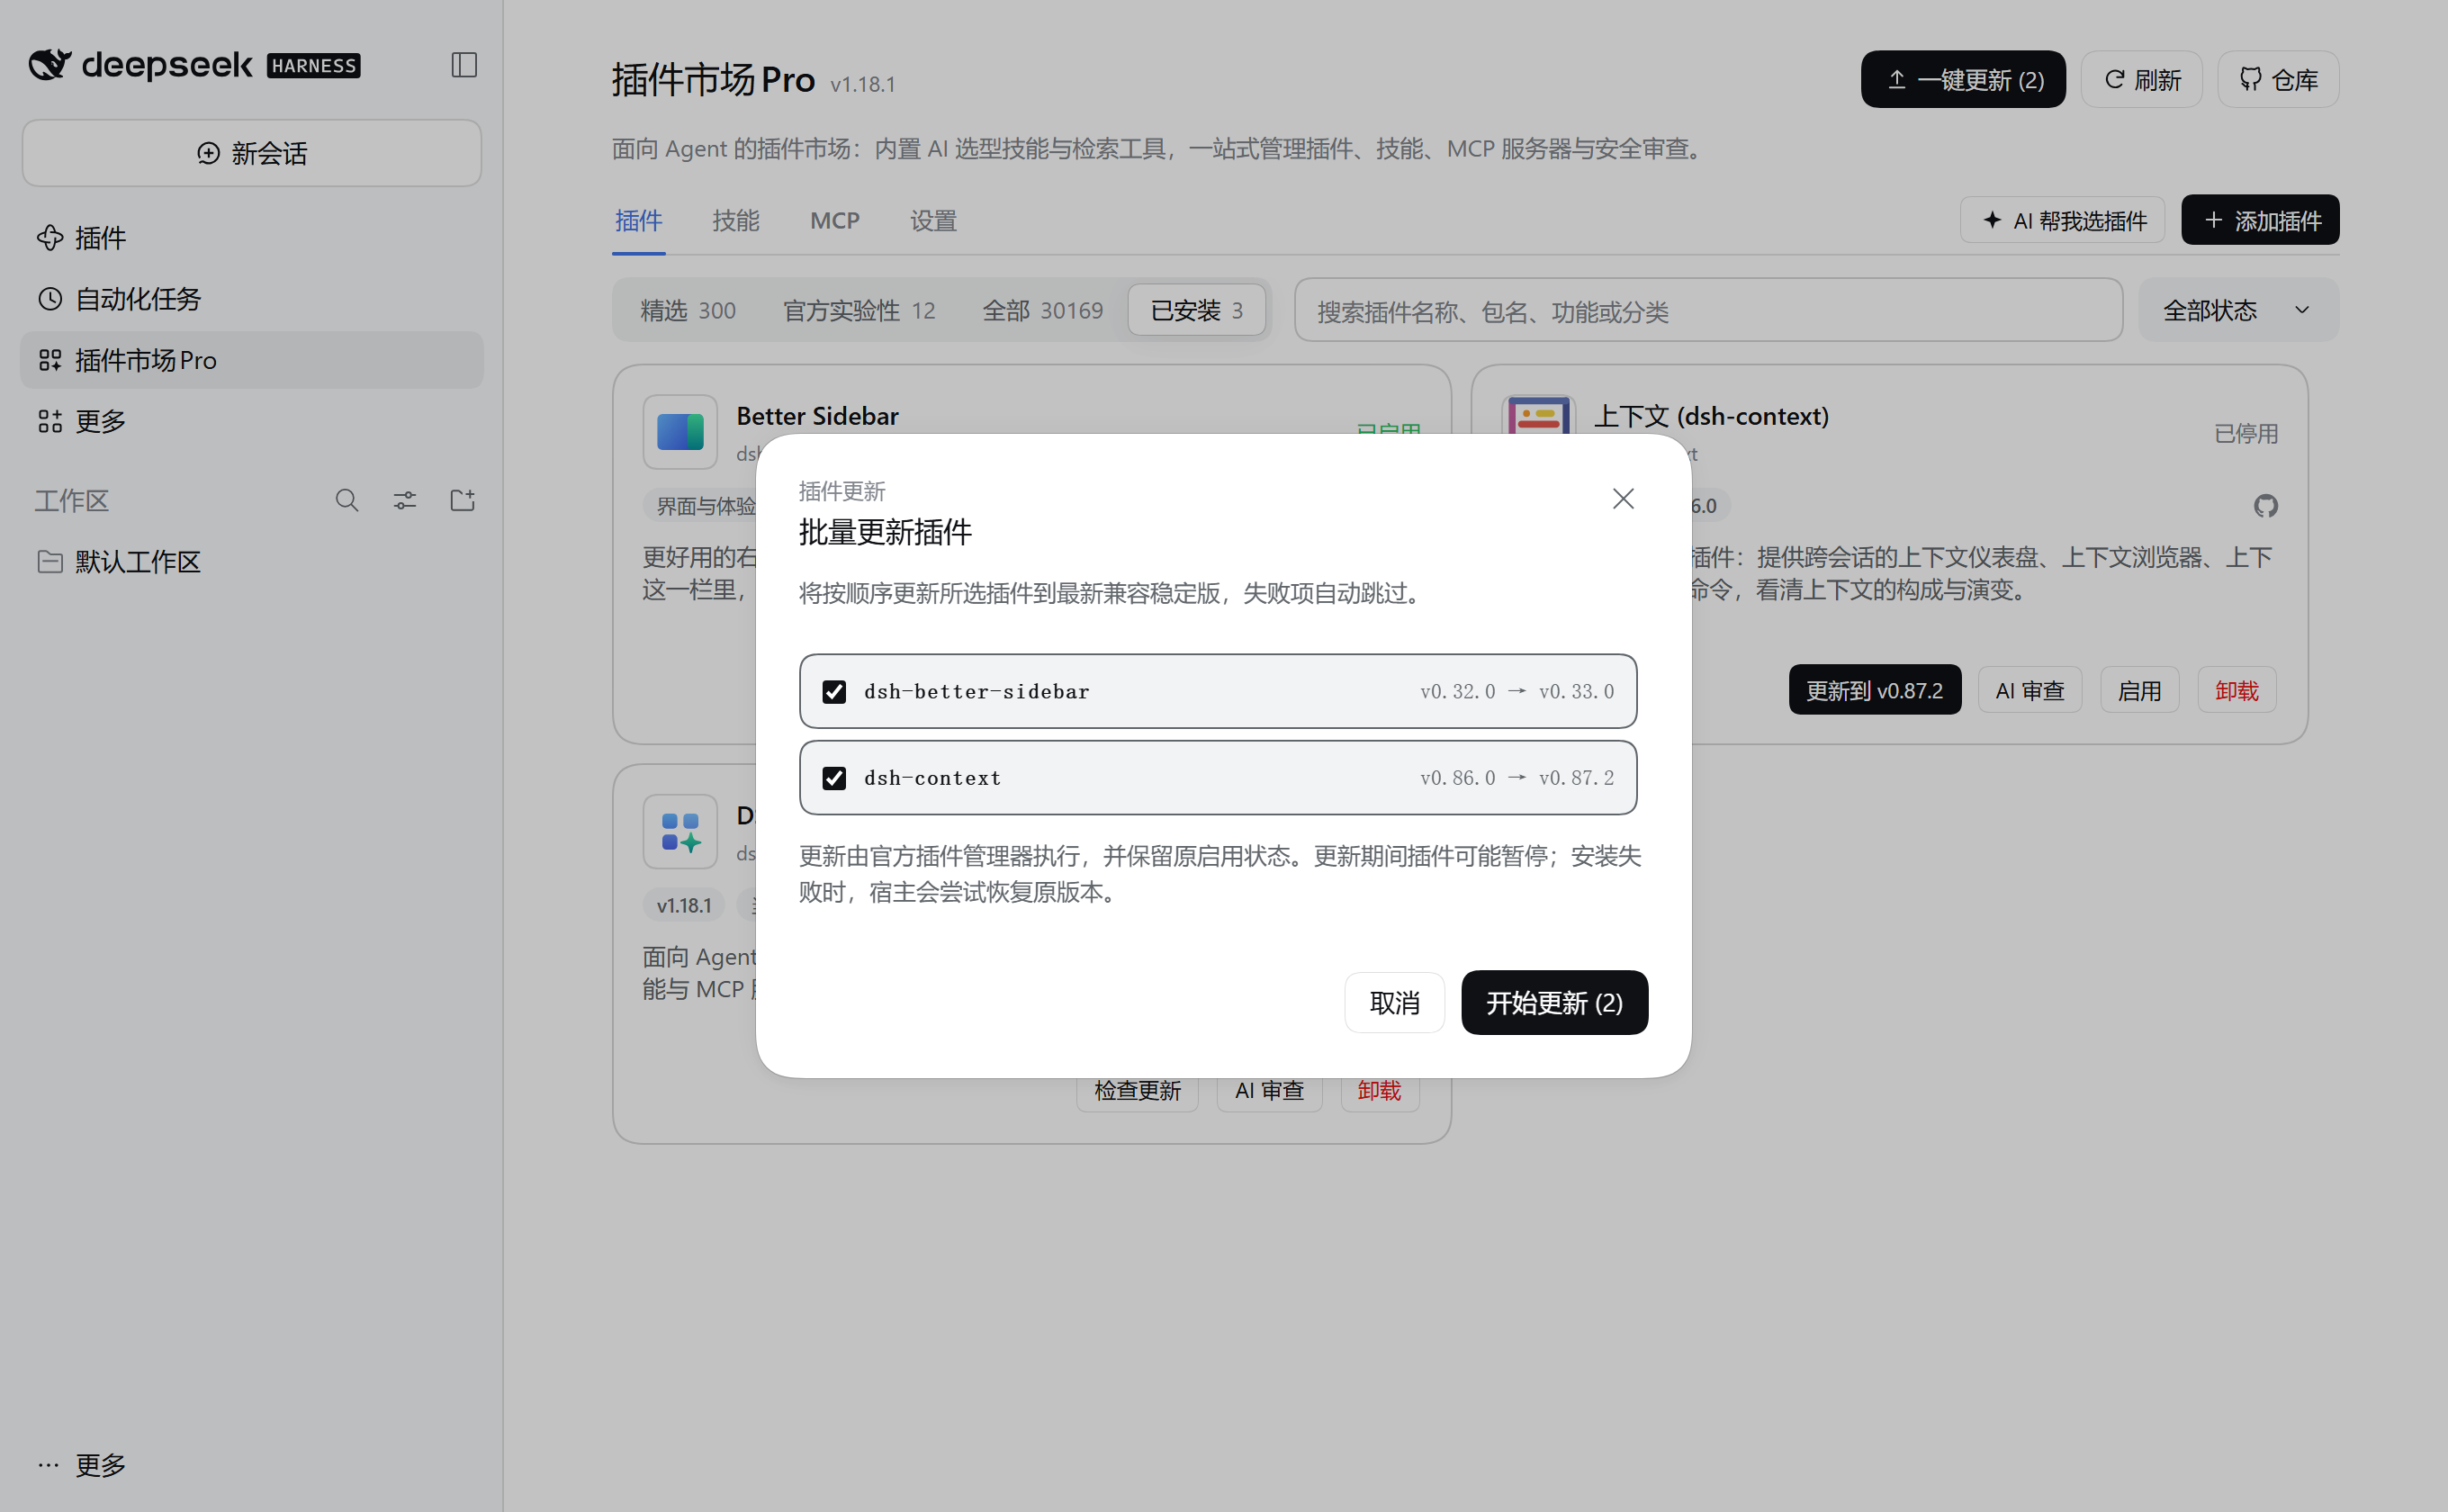 deepseek HARNESS
新会话
插件
自动化任务
插件市场Pro
更多
工作区
默认工作区
更多
插件市场Pro v1.18.1
一键更新 (2)
刷新
仓库
面向 Agent 的插件市场：内置 AI 选型技能与检索工具，一站式管理插件、技能、MCP 服务器与安全审查。
插件 技能 MCP 设置
AI 帮我选插件
添加插件
精选 300 官方实验性 12 全部 30169 已安装 3
搜索插件名称、包名、功能或分类
全部状态
Better Sidebar
已启用
界面与体验
更好用的右
这一栏里，
上下文 (dsh-context)
已停用
插件：提供跨会话的上下文仪表盘、上下文浏览器、上下
命令，看清上下文的构成与演变。
更新到 v0.87.2
AI 审查
启用
卸载
插件更新
批量更新插件
将按顺序更新所选插件到最新兼容稳定版，失败项自动跳过。
dsh-better-sidebar v0.32.0 → v0.33.0
dsh-context v0.86.0 → v0.87.2
更新由官方插件管理器执行，并保留原启用状态。更新期间插件可能暂停；安装失
败时，宿主会尝试恢复原版本。
取消
开始更新 (2)
v1.18.1
面向 Agent
能与 MCP
检查更新
AI 审查
卸载